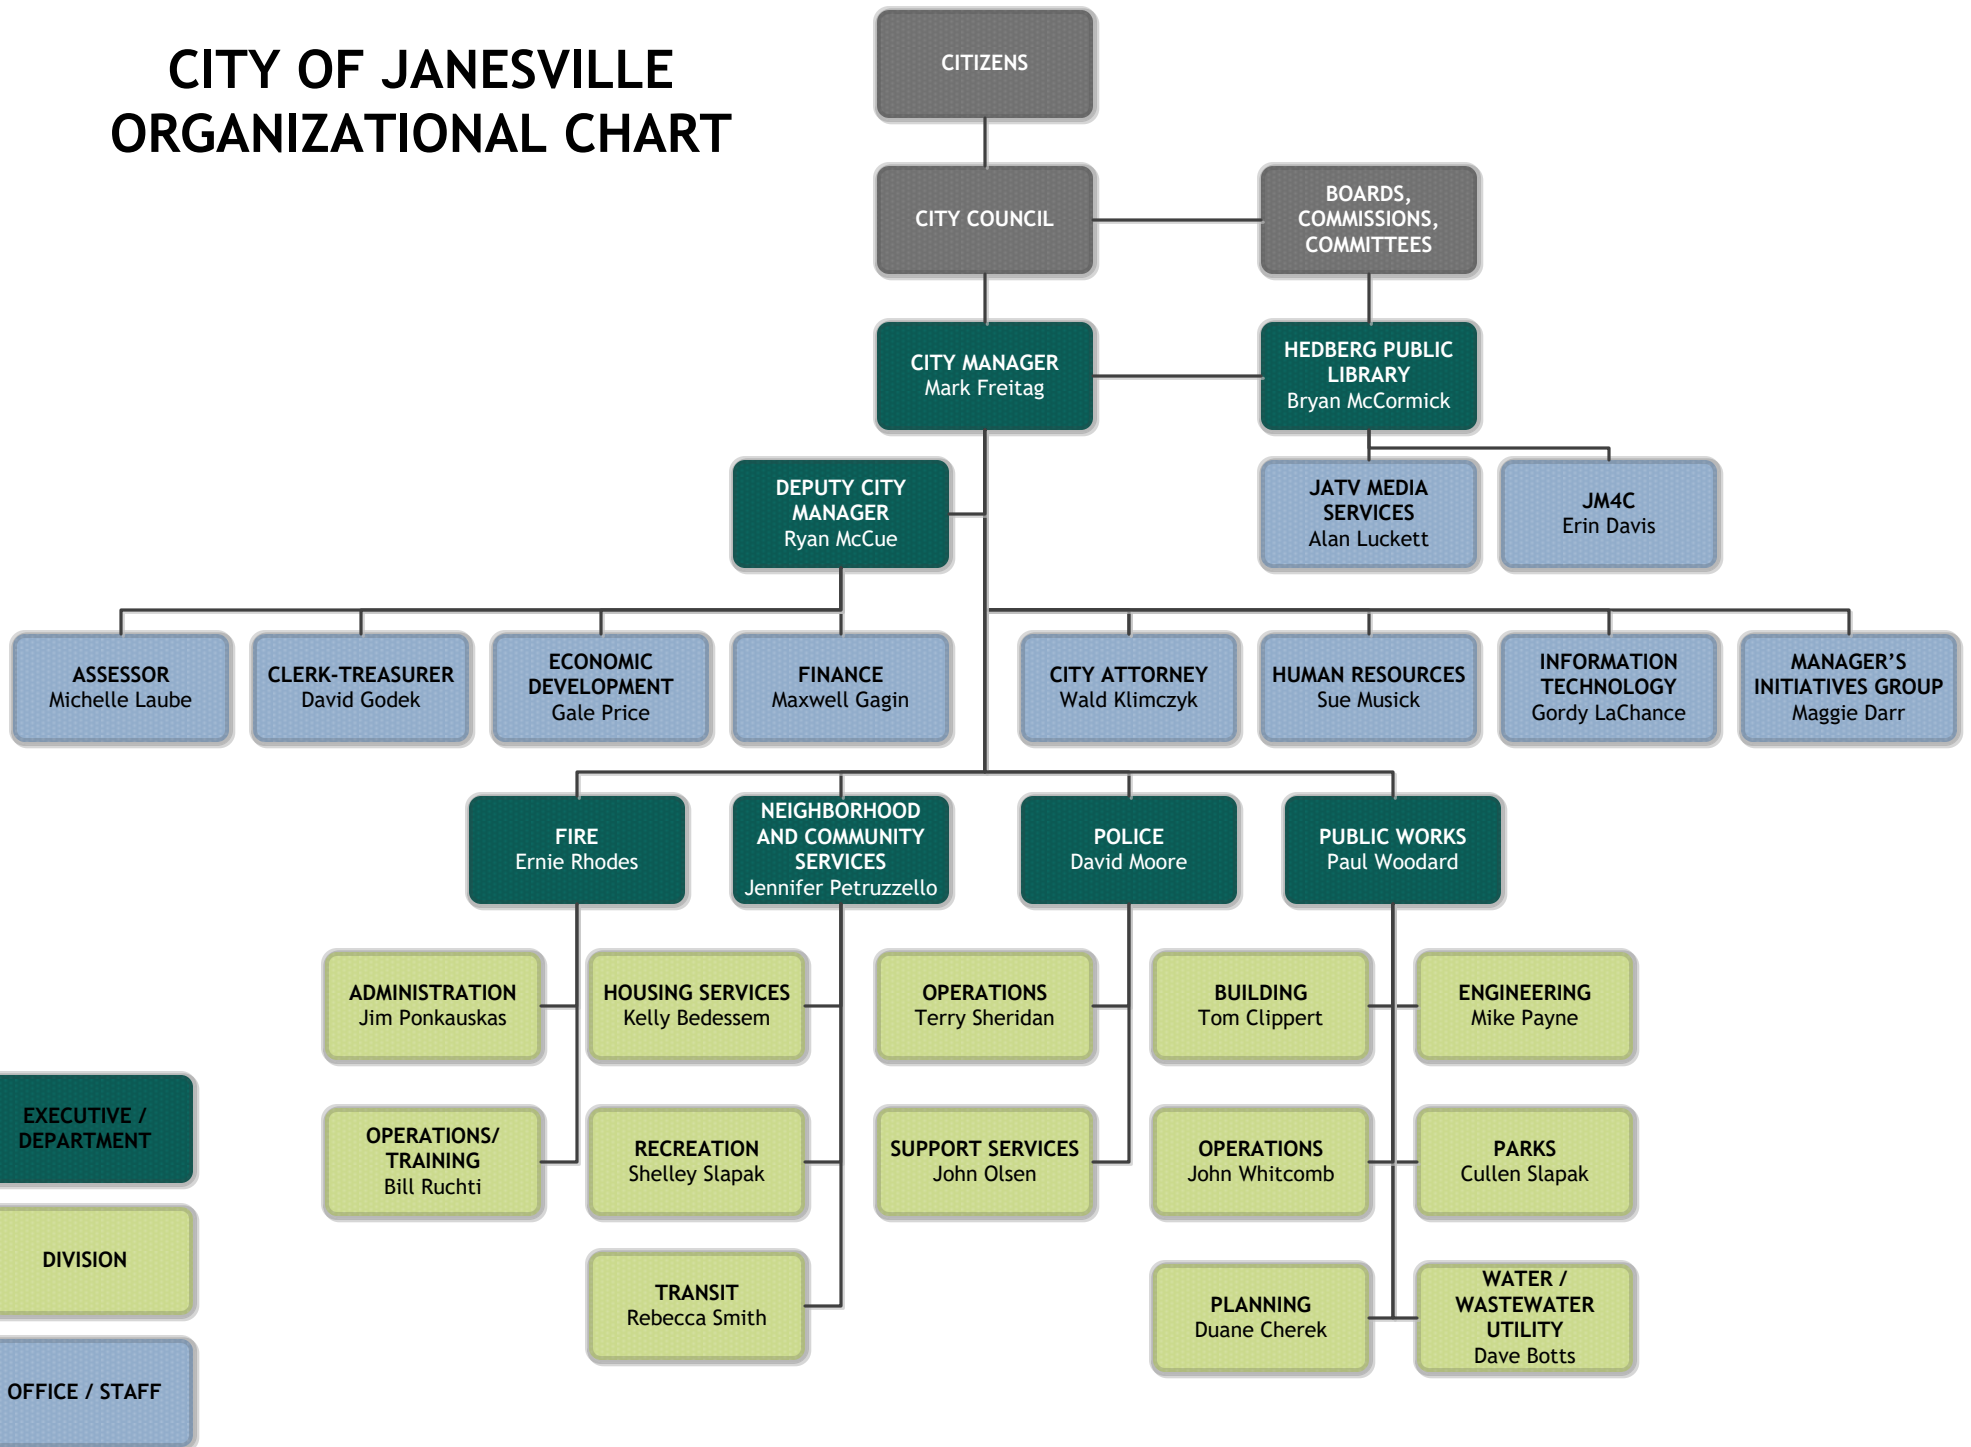 CITY OF JANESVILLE
ORGANIZATIONAL CHART
CITIZENS
CITY COUNCIL
BOARDS,
COMMISSIONS,
COMMITTEES
CITY MANAGER
Mark Freitag
HEDBERG PUBLIC
LIBRARY
Bryan McCormick
DEPUTY CITY
MANAGER
Ryan McCue
JATV MEDIA
SERVICES
Alan Luckett
JM4C
Erin Davis
ASSESSOR
Michelle Laube
CLERK-TREASURER
David Godek
ECONOMIC
DEVELOPMENT
Gale Price
FINANCE
Maxwell Gagin
CITY ATTORNEY
Wald Klimczyk
HUMAN RESOURCES
Sue Musick
INFORMATION
TECHNOLOGY
Gordy LaChance
MANAGER’S
INITIATIVES GROUP
Maggie Darr
FIRE
Ernie Rhodes
NEIGHBORHOOD
AND COMMUNITY
SERVICES
Jennifer Petruzzello
POLICE
David Moore
PUBLIC WORKS
Paul Woodard
ADMINISTRATION
Jim Ponkauskas
HOUSING SERVICES
Kelly Bedessem
OPERATIONS
Terry Sheridan
BUILDING
Tom Clippert
ENGINEERING
Mike Payne
OPERATIONS/
TRAINING
Bill Ruchti
RECREATION
Shelley Slapak
SUPPORT SERVICES
John Olsen
OPERATIONS
John Whitcomb
PARKS
Cullen Slapak
TRANSIT
Rebecca Smith
PLANNING
Duane Cherek
WATER /
WASTEWATER
UTILITY
Dave Botts
EXECUTIVE /
DEPARTMENT
DIVISION
OFFICE / STAFF